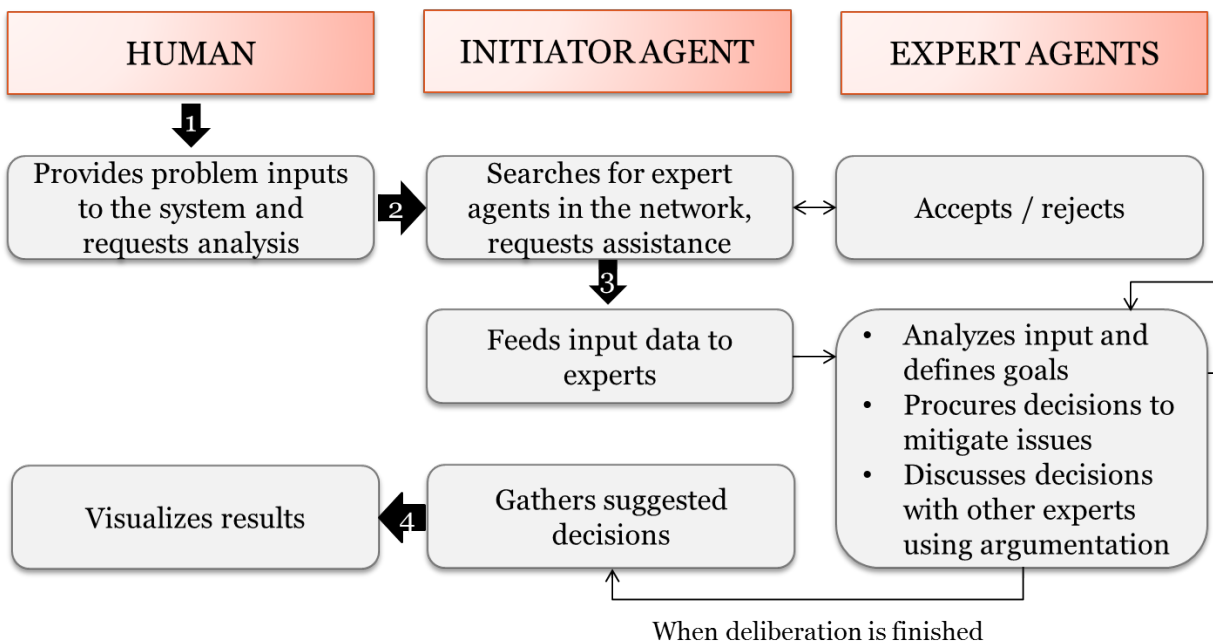 HUMAN
INITIATOR AGENT
EXPERT AGENTS
1
Provides problem inputs
to the system and
requests analysis
2
Searches for expert
agents in the network,
requests assistance
Accepts / rejects
3
Feeds input data to
experts
• Analyzes input and
defines goals
• Procures decisions to
mitigate issues
• Discusses decisions
with other experts
using argumentation
Visualizes results
4
Gathers suggested
decisions
When deliberation is finished